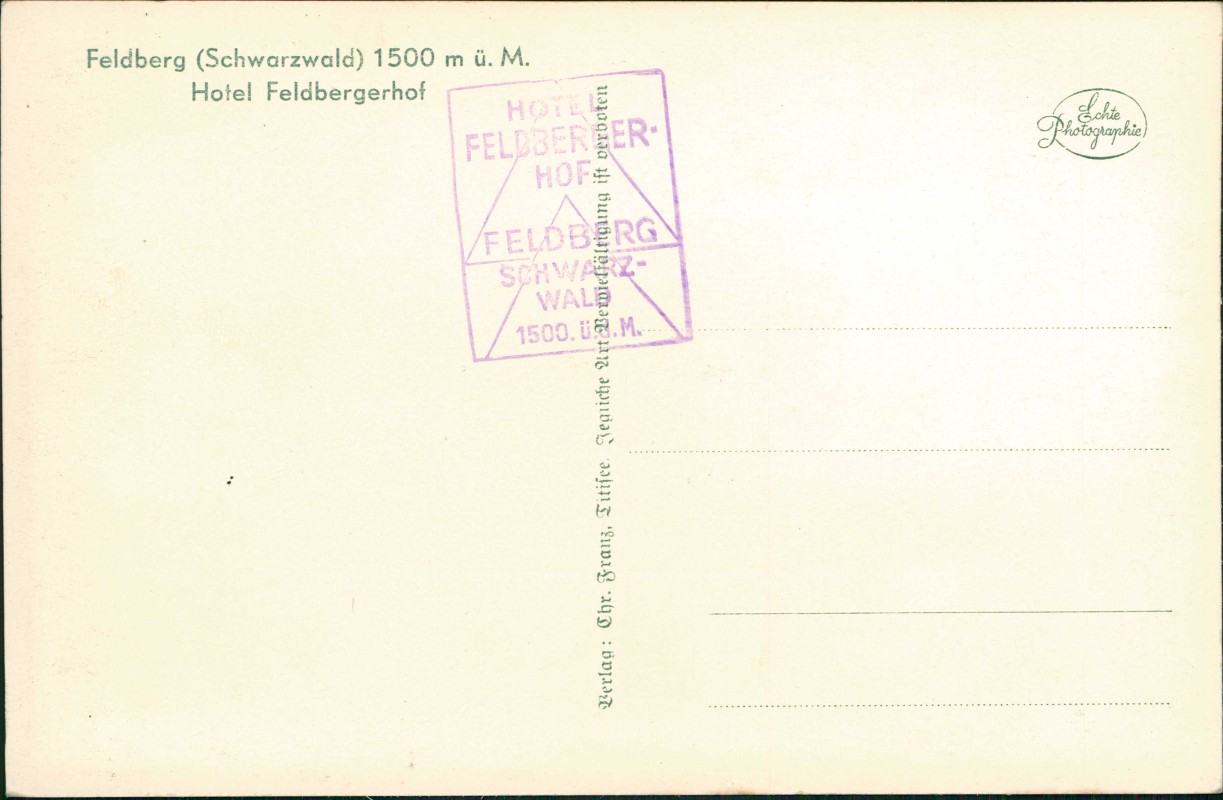 Feldberg (Schwarzwald) 1500 m ü. M.
Hotel Feldbergerhof
HOTEL
FELDBERGER-
HOF
FELDBERG
SCHWARZ-
WALD
1500. ü.d.M.
Verlag: Chr. Franz, Titisee. Jegliche Art Vervielfältigung ist verboten
Echte
Photographie